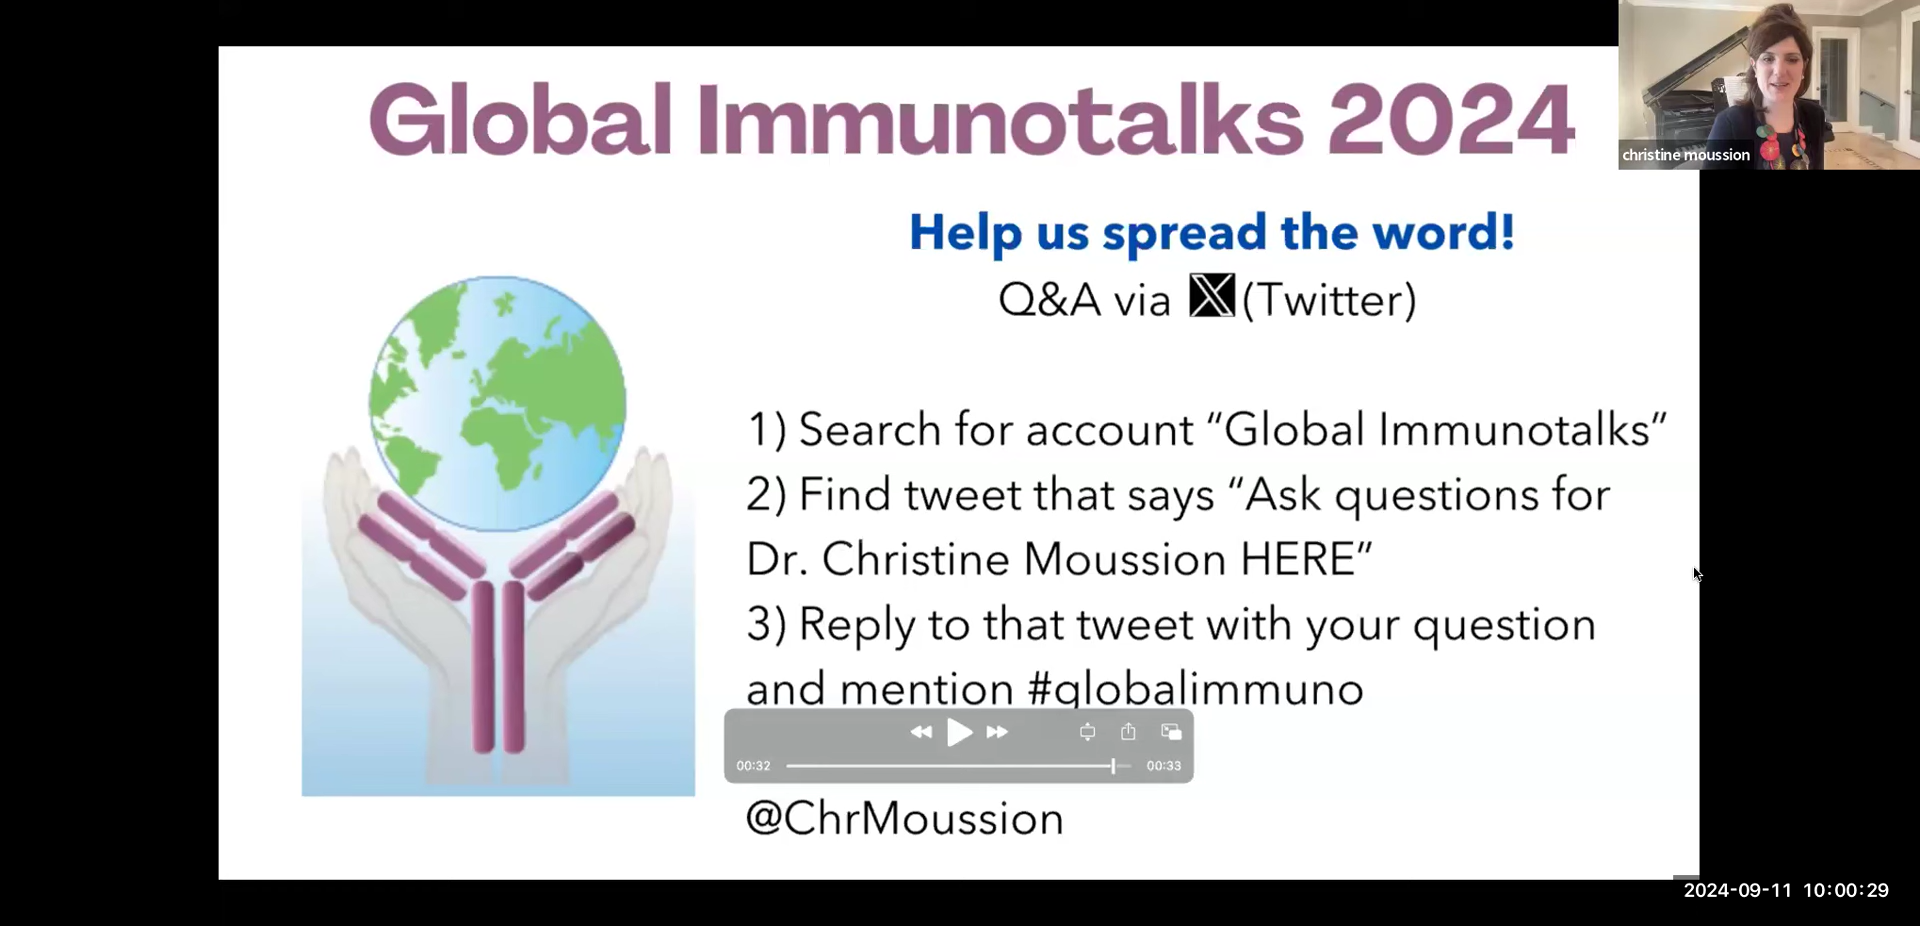 Global Immunotalks 2024
christine moussion
Help us spread the word!
Q&A via X (Twitter)
1) Search for account “Global Immunotalks”
2) Find tweet that says “Ask questions for
Dr. Christine Moussion HERE”
3) Reply to that tweet with your question
and mention #globalimmuno
00:32
00:33
@ChrMoussion
2024-09-11 10:00:29